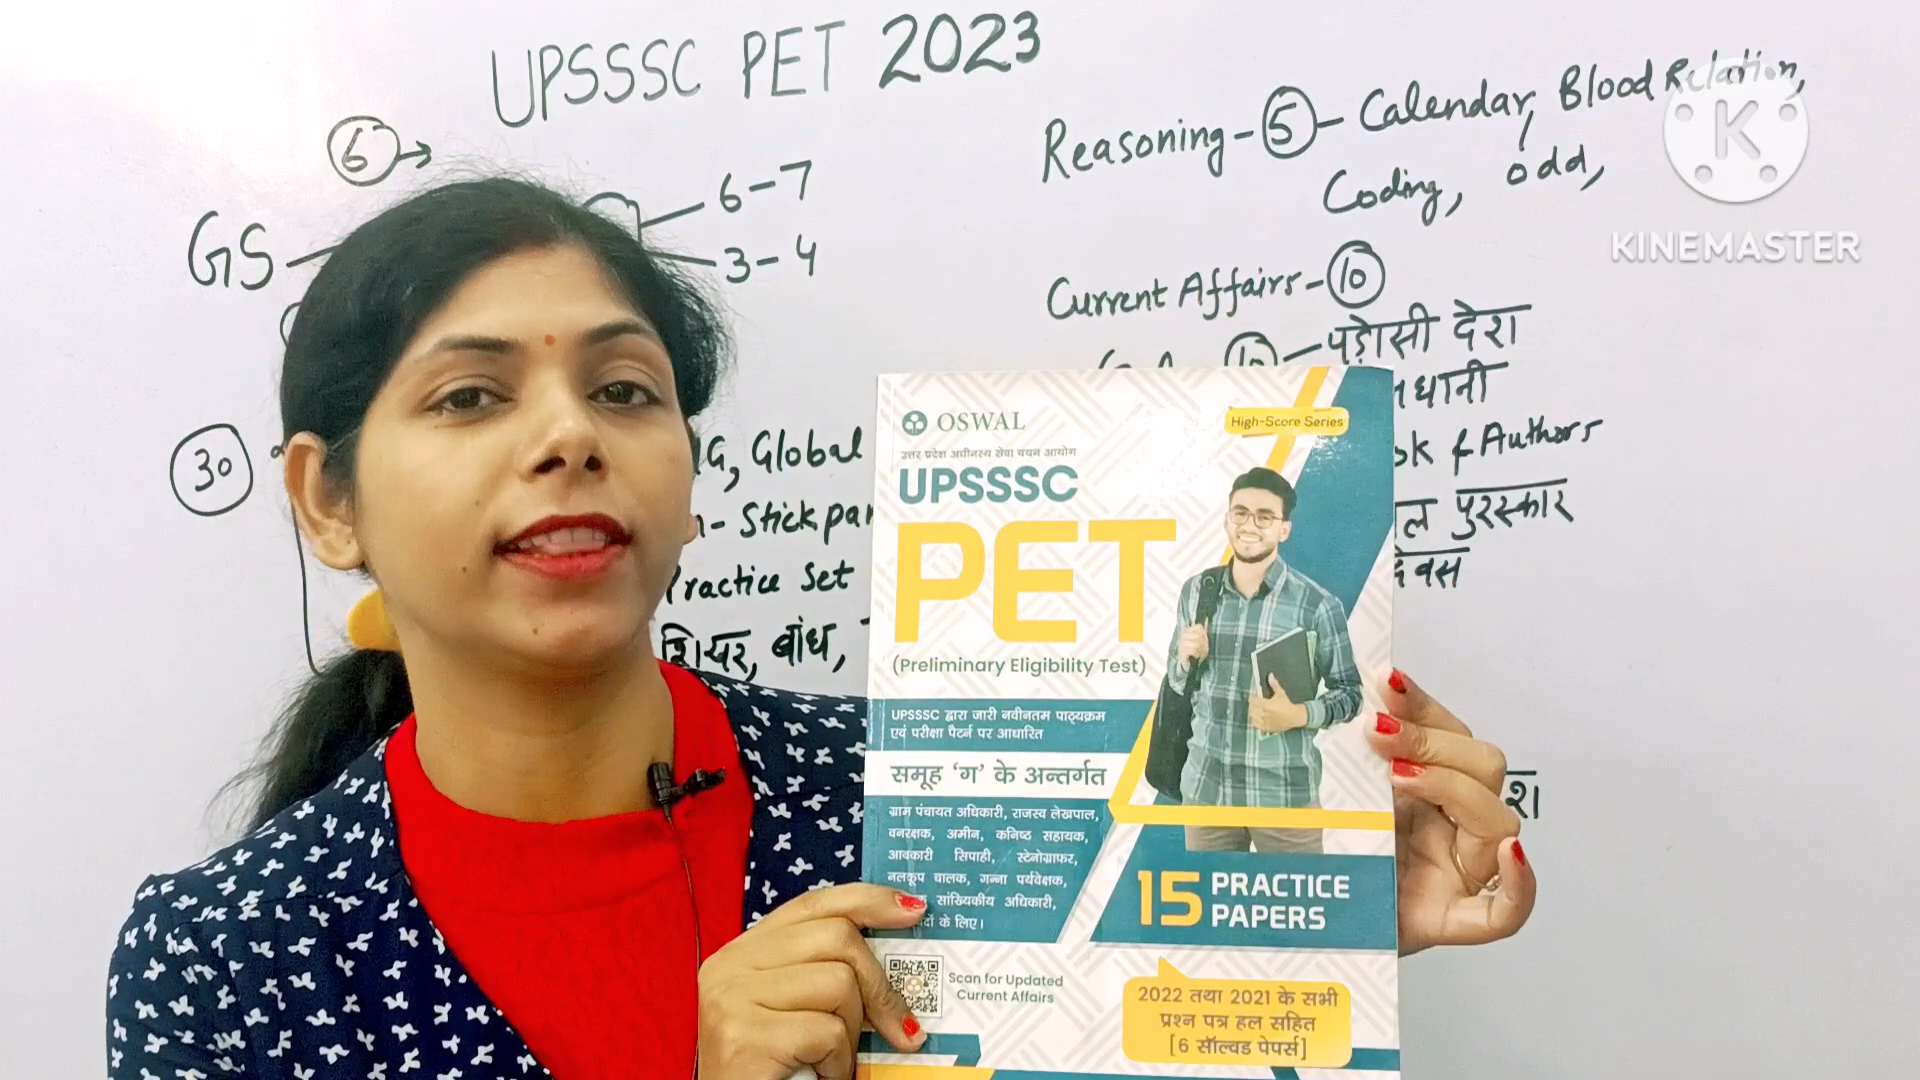 UPSSSC PET 2023
6 →
GS
6-7
3-4
30
G, Global
- Stick
Practice Set
शिखर, बांध,
Reasoning - 5 - Calendar, Blood Relation,
Coding, odd,
Current Affairs - 10
पड़ोसी देश
धानी
& Authors
पुरस्कार
KINEMASTER
OSWAL
High-Score Series
उत्तर प्रदेश अधीनस्थ सेवा चयन आयोग
UPSSSC
PET
(Preliminary Eligibility Test)
UPSSSC द्वारा जारी नवीनतम पाठ्यक्रम
एवं परीक्षा पैटर्न पर आधारित
समूह 'ग' के अन्तर्गत
ग्राम पंचायत अधिकारी, राजस्व लेखपाल,
वनरक्षक, अमीन, कनिष्ठ सहायक,
आबकारी सिपाही, स्टेनोग्राफर,
नलकूप चालक, गन्ना पर्यवेक्षक,
सांख्यिकीय अधिकारी,
के लिए।
15 PRACTICE
PAPERS
Scan for Updated
Current Affairs
2022 तथा 2021 के सभी
प्रश्न पत्र हल सहित
[6 सॉल्वड पेपर्स]